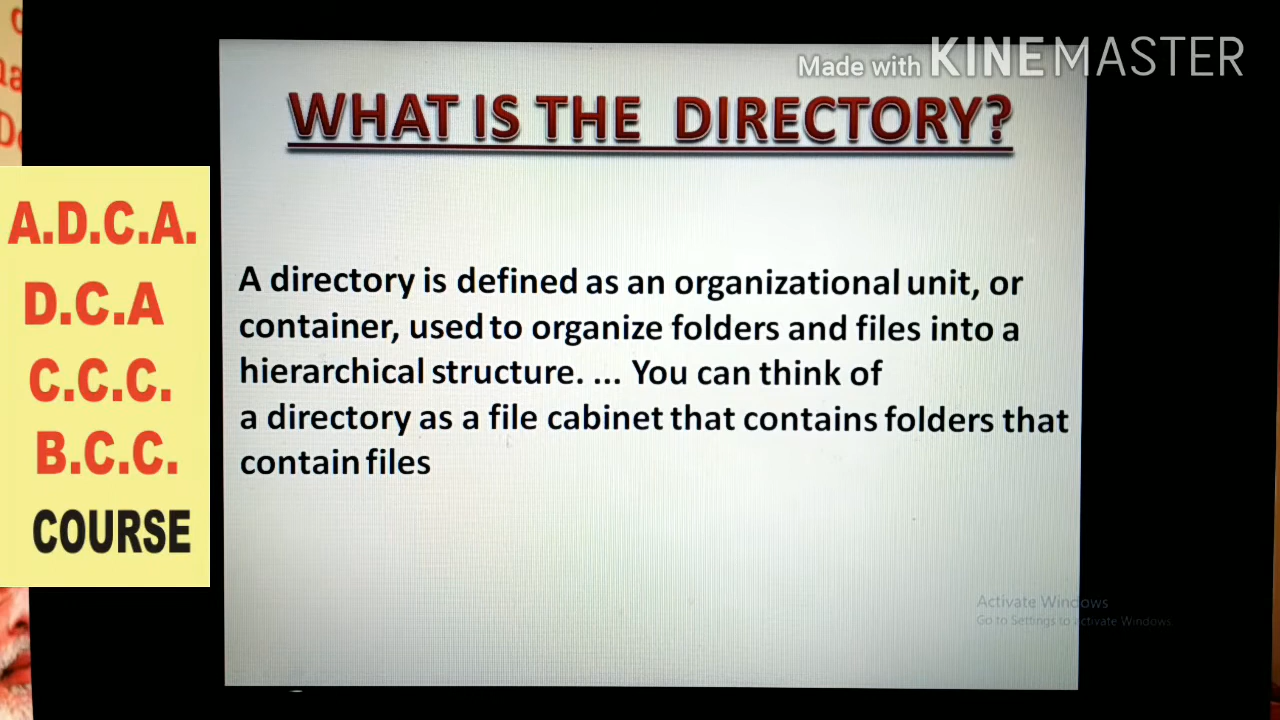 Made with KINEMASTER
WHAT IS THE DIRECTORY?
A.D.C.A.
D.C.A
C.C.C.
B.C.C.
COURSE
A directory is defined as an organizational unit, or
container, used to organize folders and files into a
hierarchical structure. ... You can think of
a directory as a file cabinet that contains folders that
contain files
Activate Windows
Go to Settings to activate Windows.